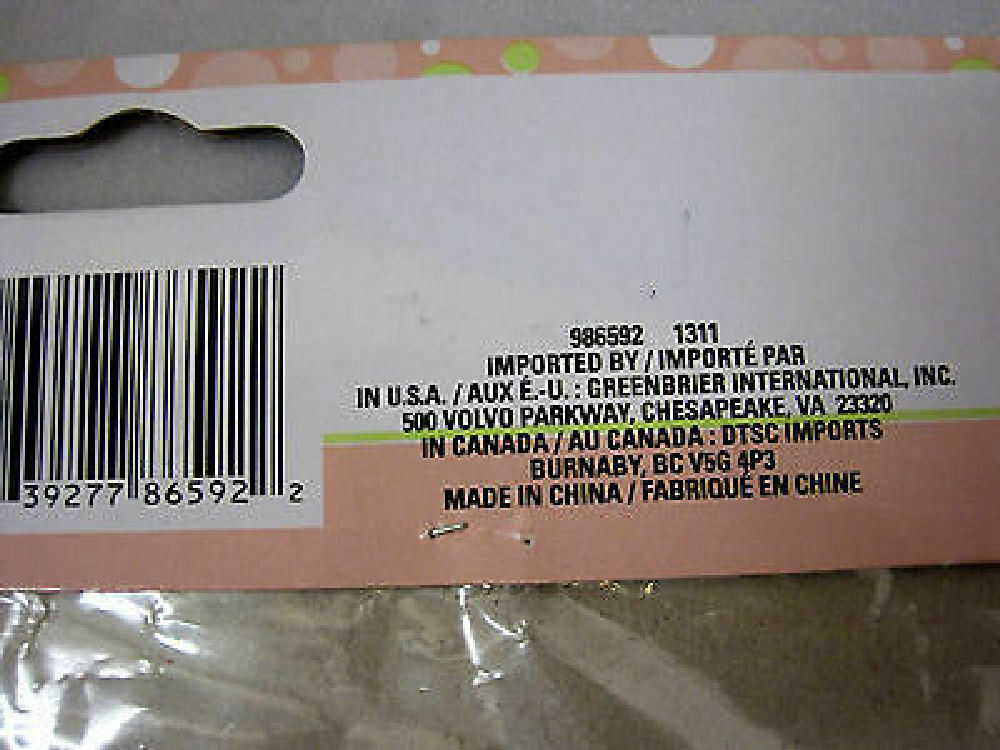 986592 1311
IMPORTED BY / IMPORTÉ PAR
IN U.S.A. / AUX É.-U. : GREENBRIER INTERNATIONAL, INC.
500 VOLVO PARKWAY, CHESAPEAKE, VA 23320
IN CANADA / AU CANADA : DTSC IMPORTS
BURNABY, BC V5G 4P3
MADE IN CHINA / FABRIQUÉ EN CHINE
39277 86592 2